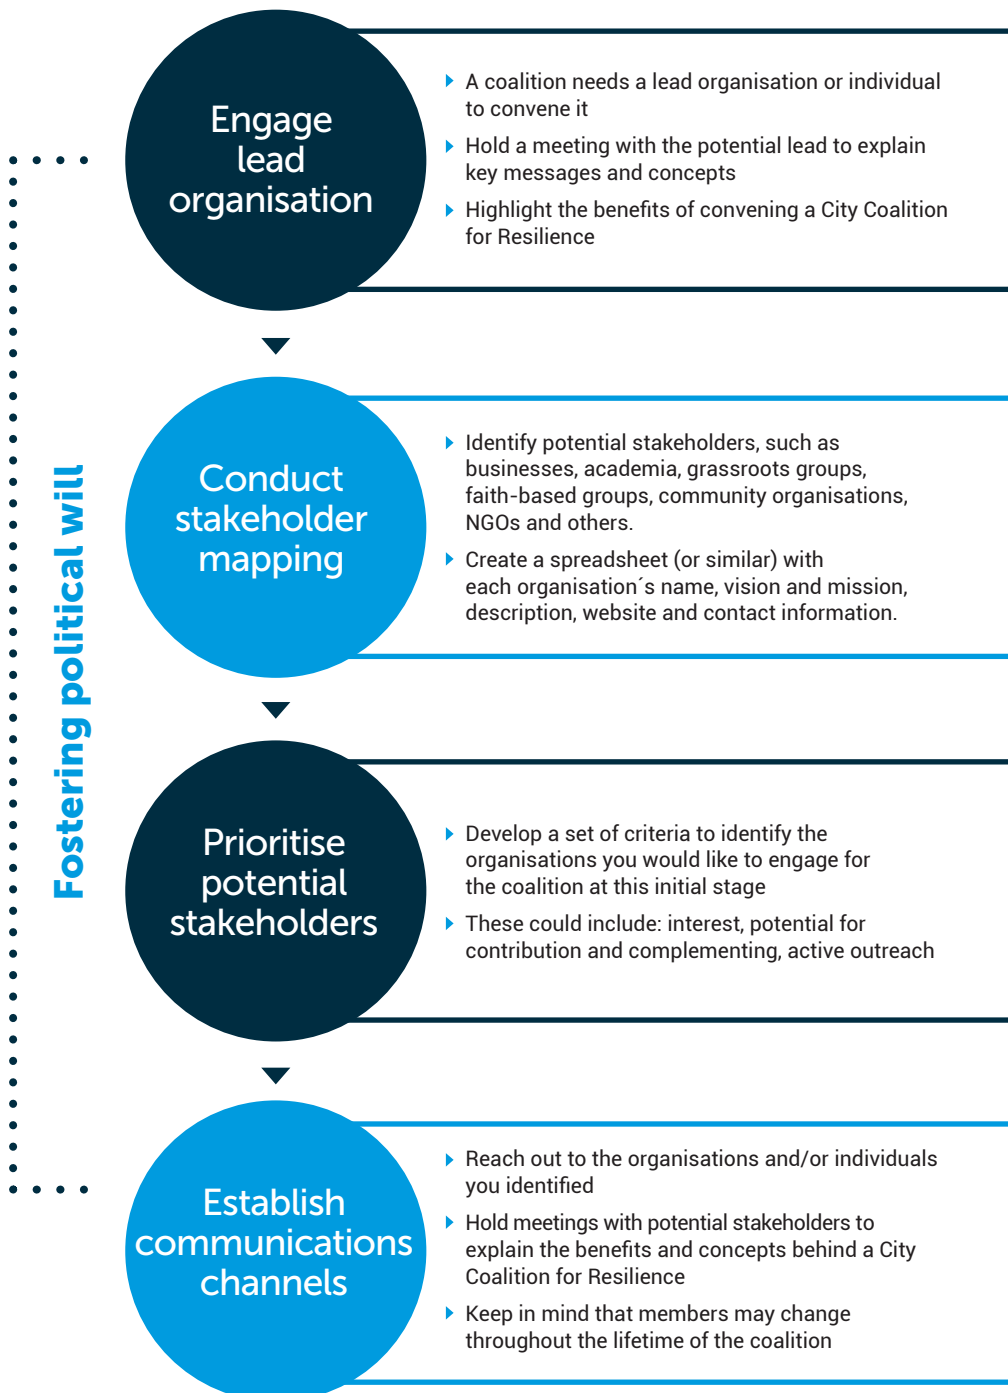 Fostering political will
Engage
lead
organisation
A coalition needs a lead organisation or individual
to convene it
Hold a meeting with the potential lead to explain
key messages and concepts
Highlight the benefits of convening a City Coalition
for Resilience
Conduct
stakeholder
mapping
Identify potential stakeholders, such as
businesses, academia, grassroots groups,
faith-based groups, community organisations,
NGOs and others.
Create a spreadsheet (or similar) with
each organisation´s name, vision and mission,
description, website and contact information.
Prioritise
potential
stakeholders
Develop a set of criteria to identify the
organisations you would like to engage for
the coalition at this initial stage
These could include: interest, potential for
contribution and complementing, active outreach
Establish
communications
channels
Reach out to the organisations and/or individuals
you identified
Hold meetings with potential stakeholders to
explain the benefits and concepts behind a City
Coalition for Resilience
Keep in mind that members may change
throughout the lifetime of the coalition